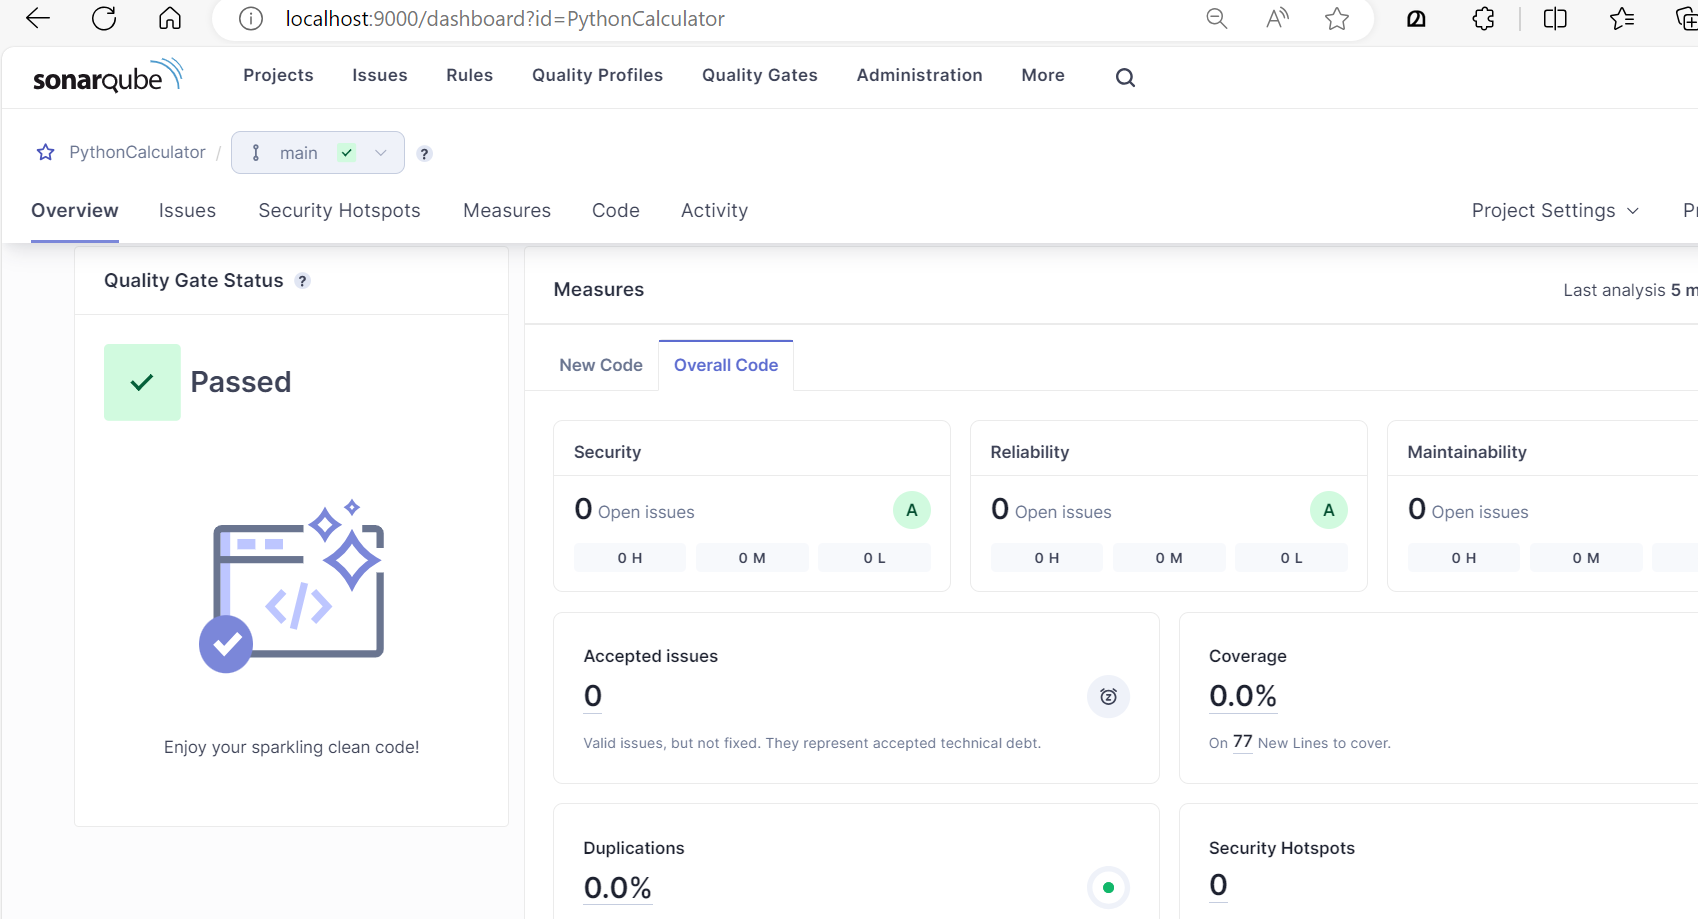 localhost:9000/dashboard?id=PythonCalculator
sonarqube
Projects Issues Rules Quality Profiles Quality Gates Administration More
PythonCalculator / main ?
Overview Issues Security Hotspots Measures Code Activity Project Settings
Quality Gate Status ?
Passed
Enjoy your sparkling clean code!
Measures
Last analysis 5 m
New Code Overall Code
Security
0 Open issues A
0 H 0 M 0 L
Reliability
0 Open issues A
0 H 0 M 0 L
Maintainability
0 Open issues
0 H 0 M
Accepted issues
0
Valid issues, but not fixed. They represent accepted technical debt.
Coverage
0.0%
On 77 New Lines to cover.
Duplications
0.0%
Security Hotspots
0